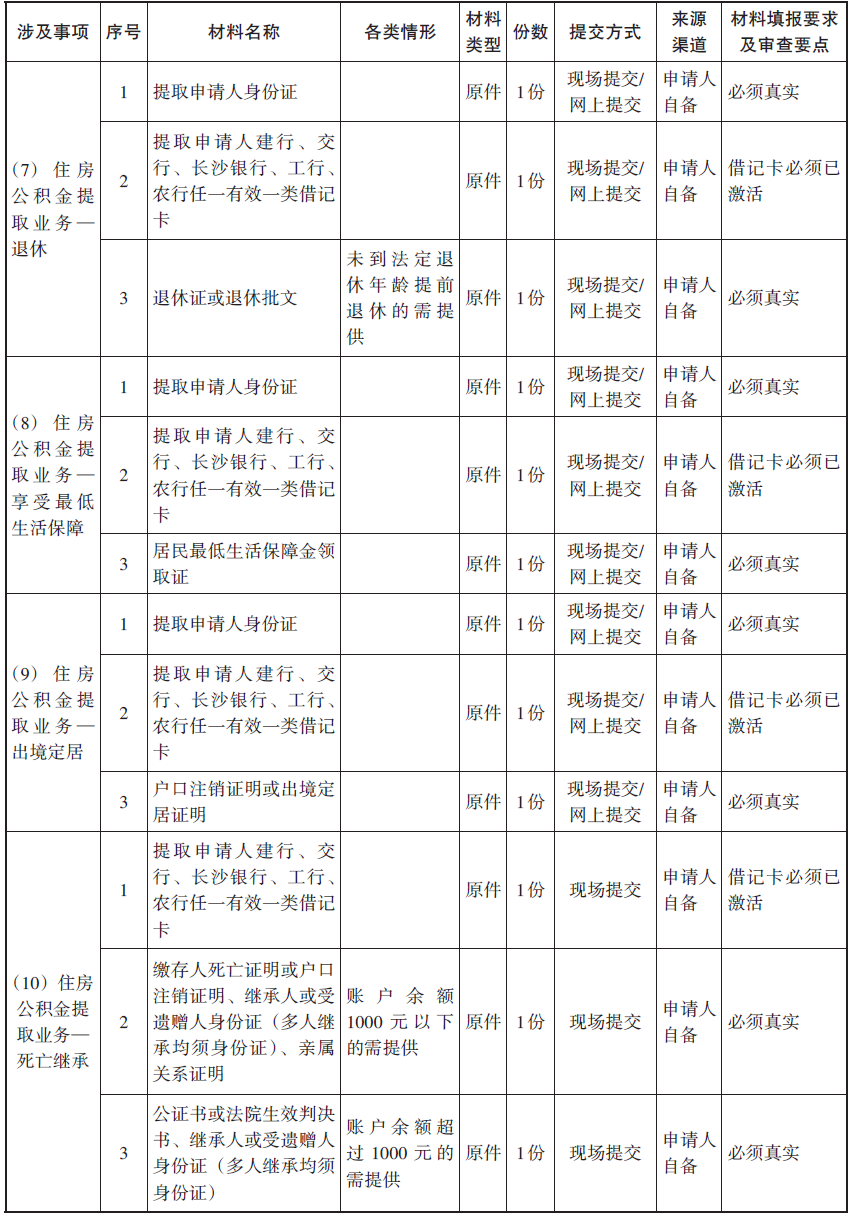 涉及事项 序号 材料名称 各类情形 材料类型 份数 提交方式 来源渠道 材料填报要求及审查要点
(7)住房
公积金提
取业务—
退休
1 提取申请人身份证 原件 1份 现场提交/
网上提交 申请人
自备 必须真实
2 提取申请人建行、交
行、长沙银行、工行、
农行任一有效一类借记
卡 原件 1份 现场提交/
网上提交 申请人
自备 借记卡必须已
激活
3 退休证或退休批文 未到法定退
休年龄提前
退休的需提
供 原件 1份 现场提交/
网上提交 申请人
自备 必须真实
(8)住房
公积金提
取业务—
享受最低
生活保障
1 提取申请人身份证 原件 1份 现场提交/
网上提交 申请人
自备 必须真实
2 提取申请人建行、交
行、长沙银行、工行、
农行任一有效一类借记
卡 原件 1份 现场提交/
网上提交 申请人
自备 借记卡必须已
激活
3 居民最低生活保障金领
取证 原件 1份 现场提交/
网上提交 申请人
自备 必须真实
(9)住房
公积金提
取业务—
出境定居
1 提取申请人身份证 原件 1份 现场提交/
网上提交 申请人
自备 必须真实
2 提取申请人建行、交
行、长沙银行、工行、
农行任一有效一类借记
卡 原件 1份 现场提交/
网上提交 申请人
自备 借记卡必须已
激活
3 户口注销证明或出境定
居证明 原件 1份 现场提交/
网上提交 申请人
自备 必须真实
(10)住房
公积金提
取业务—
死亡继承
1 提取申请人建行、交
行、长沙银行、工行、
农行任一有效一类借记
卡 原件 1份 现场提交 申请人
自备 借记卡必须已
激活
2 缴存人死亡证明或户口
注销证明、继承人或受
遗赠人身份证(多人继
承均须身份证)、亲属
关系证明 账户余额
1000元以下
的需提供 原件 1份 现场提交 申请人
自备 必须真实
3 公证书或法院生效判决
书、继承人或受遗赠人
身份证(多人继承均须
身份证) 账户余额超
过1000元的
需提供 原件 1份 现场提交 申请人
自备 必须真实